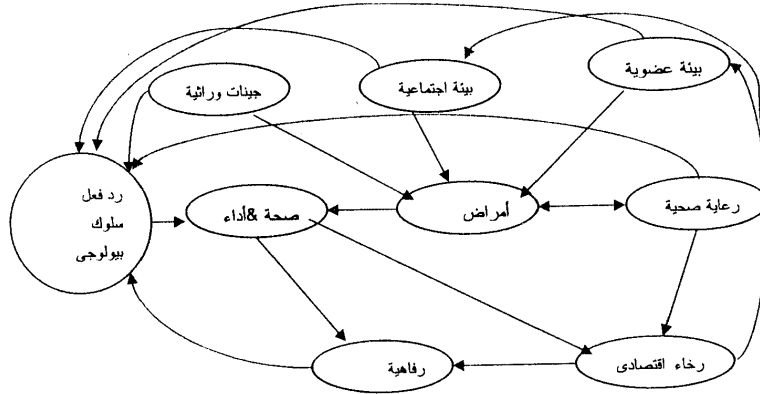 بيئة عضوية
بيئة اجتماعية
جينات وراثية
رد فعل
سلوك
بيولوجى
صحة &أداء
أمراض
رعاية صحية
رفاهية
رخاء اقتصادى